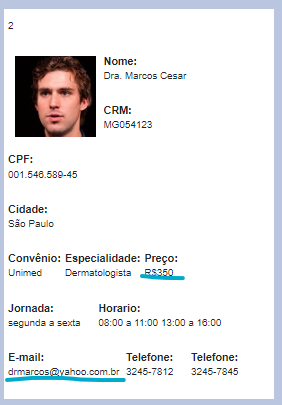 2
Nome:
Dra. Marcos Cesar
CRM:
MG054123
CPF:
001.546.589-45
Cidade:
São Paulo
Convênio: Especialidade: Preço:
Unimed Dermatologista R$350
Jornada: Horario:
segunda a sexta 08:00 a 11:00 13:00 a 16:00
E-mail: Telefone: Telefone:
drmarcos@yahoo.com.br 3245-7812 3245-7845